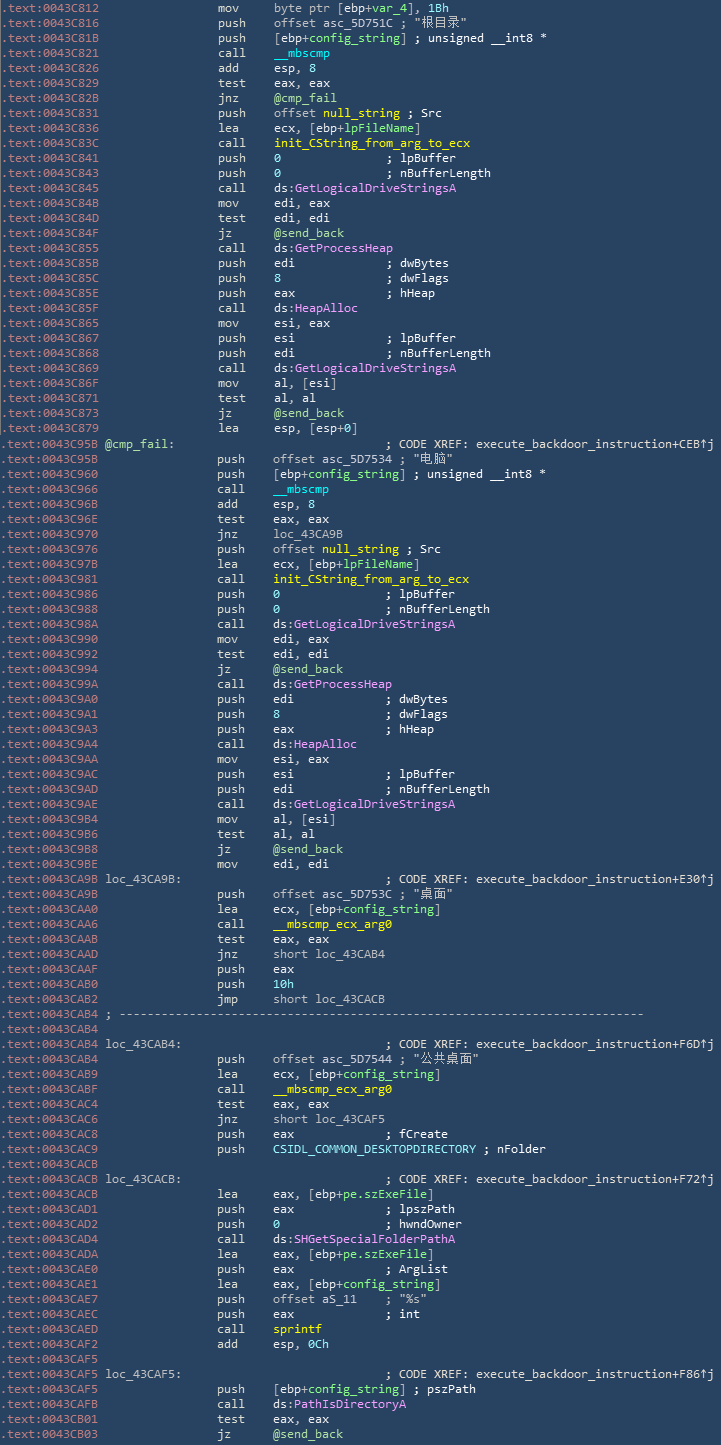 .text:0043C812 mov byte ptr [ebp+var_4], 1Bh
.text:0043C816 push offset asc_5D751C ; "根目录"
.text:0043C81B push [ebp+config_string] ; unsigned __int8 *
.text:0043C821 call __mbscmp
.text:0043C826 add esp, 8
.text:0043C829 test eax, eax
.text:0043C82B jnz @cmp_fail
.text:0043C831 push offset null_string ; Src
.text:0043C836 lea ecx, [ebp+lpFileName]
.text:0043C83C call init_CString_from_arg_to_ecx
.text:0043C841 push 0 ; lpBuffer
.text:0043C843 push 0 ; nBufferLength
.text:0043C845 call ds:GetLogicalDriveStringsA
.text:0043C84B mov edi, eax
.text:0043C84D test edi, edi
.text:0043C84F jz @send_back
.text:0043C855 call ds:GetProcessHeap
.text:0043C85B push edi ; dwBytes
.text:0043C85C push 8 ; dwFlags
.text:0043C85E push eax ; hHeap
.text:0043C85F call ds:HeapAlloc
.text:0043C865 mov esi, eax
.text:0043C867 push esi ; lpBuffer
.text:0043C868 push edi ; nBufferLength
.text:0043C869 call ds:GetLogicalDriveStringsA
.text:0043C86F mov al, [esi]
.text:0043C871 test al, al
.text:0043C873 jz @send_back
.text:0043C879 lea esp, [esp+0]
.text:0043C95B @cmp_fail: ; CODE XREF: execute_backdoor_instruction+CEB↑j
.text:0043C95B push offset asc_5D7534 ; "电脑"
.text:0043C960 push [ebp+config_string] ; unsigned __int8 *
.text:0043C966 call __mbscmp
.text:0043C96B add esp, 8
.text:0043C96E test eax, eax
.text:0043C970 jnz loc_43CA9B
.text:0043C976 push offset null_string ; Src
.text:0043C97B lea ecx, [ebp+lpFileName]
.text:0043C981 call init_CString_from_arg_to_ecx
.text:0043C986 push 0 ; lpBuffer
.text:0043C988 push 0 ; nBufferLength
.text:0043C98A call ds:GetLogicalDriveStringsA
.text:0043C990 mov edi, eax
.text:0043C992 test edi, edi
.text:0043C994 jz @send_back
.text:0043C99A call ds:GetProcessHeap
.text:0043C9A0 push edi ; dwBytes
.text:0043C9A1 push 8 ; dwFlags
.text:0043C9A3 push eax ; hHeap
.text:0043C9A4 call ds:HeapAlloc
.text:0043C9AA mov esi, eax
.text:0043C9AC push esi ; lpBuffer
.text:0043C9AD push edi ; nBufferLength
.text:0043C9AE call ds:GetLogicalDriveStringsA
.text:0043C9B4 mov al, [esi]
.text:0043C9B6 test al, al
.text:0043C9B8 jz @send_back
.text:0043C9BE mov edi, edi
.text:0043CA9B loc_43CA9B: ; CODE XREF: execute_backdoor_instruction+E30↑j
.text:0043CA9B push offset asc_5D753C ; "桌面"
.text:0043CAA0 lea ecx, [ebp+config_string]
.text:0043CAA6 call __mbscmp_ecx_arg0
.text:0043CAAB test eax, eax
.text:0043CAAD jnz short loc_43CAB4
.text:0043CAAF push eax
.text:0043CAB0 push 10h
.text:0043CAB2 jmp short loc_43CACB
.text:0043CAB4 ; ---------------------------------------------------------------------------
.text:0043CAB4
.text:0043CAB4 loc_43CAB4: ; CODE XREF: execute_backdoor_instruction+F6D↑j
.text:0043CAB4 push offset asc_5D7544 ; "公共桌面"
.text:0043CAB9 lea ecx, [ebp+config_string]
.text:0043CABF call __mbscmp_ecx_arg0
.text:0043CAC4 test eax, eax
.text:0043CAC6 jnz short loc_43CAF5
.text:0043CAC8 push eax ; fCreate
.text:0043CAC9 push CSIDL_COMMON_DESKTOPDIRECTORY ; nFolder
.text:0043CACB
.text:0043CACB loc_43CACB: ; CODE XREF: execute_backdoor_instruction+F72↑j
.text:0043CACB lea eax, [ebp+pe.szExeFile]
.text:0043CAD1 push eax ; lpszPath
.text:0043CAD2 push 0 ; hwndOwner
.text:0043CAD4 call ds:SHGetSpecialFolderPathA
.text:0043CADA lea eax, [ebp+pe.szExeFile]
.text:0043CAE0 push eax ; ArgList
.text:0043CAE1 lea eax, [ebp+config_string]
.text:0043CAE7 push offset aS_11 ; "%s"
.text:0043CAEC push eax ; int
.text:0043CAED call sprintf
.text:0043CAF2 add esp, 0Ch
.text:0043CAF5
.text:0043CAF5 loc_43CAF5: ; CODE XREF: execute_backdoor_instruction+F86↑j
.text:0043CAF5 push [ebp+config_string] ; pszPath
.text:0043CAFB call ds:PathIsDirectoryA
.text:0043CB01 test eax, eax
.text:0043CB03 jz @send_back